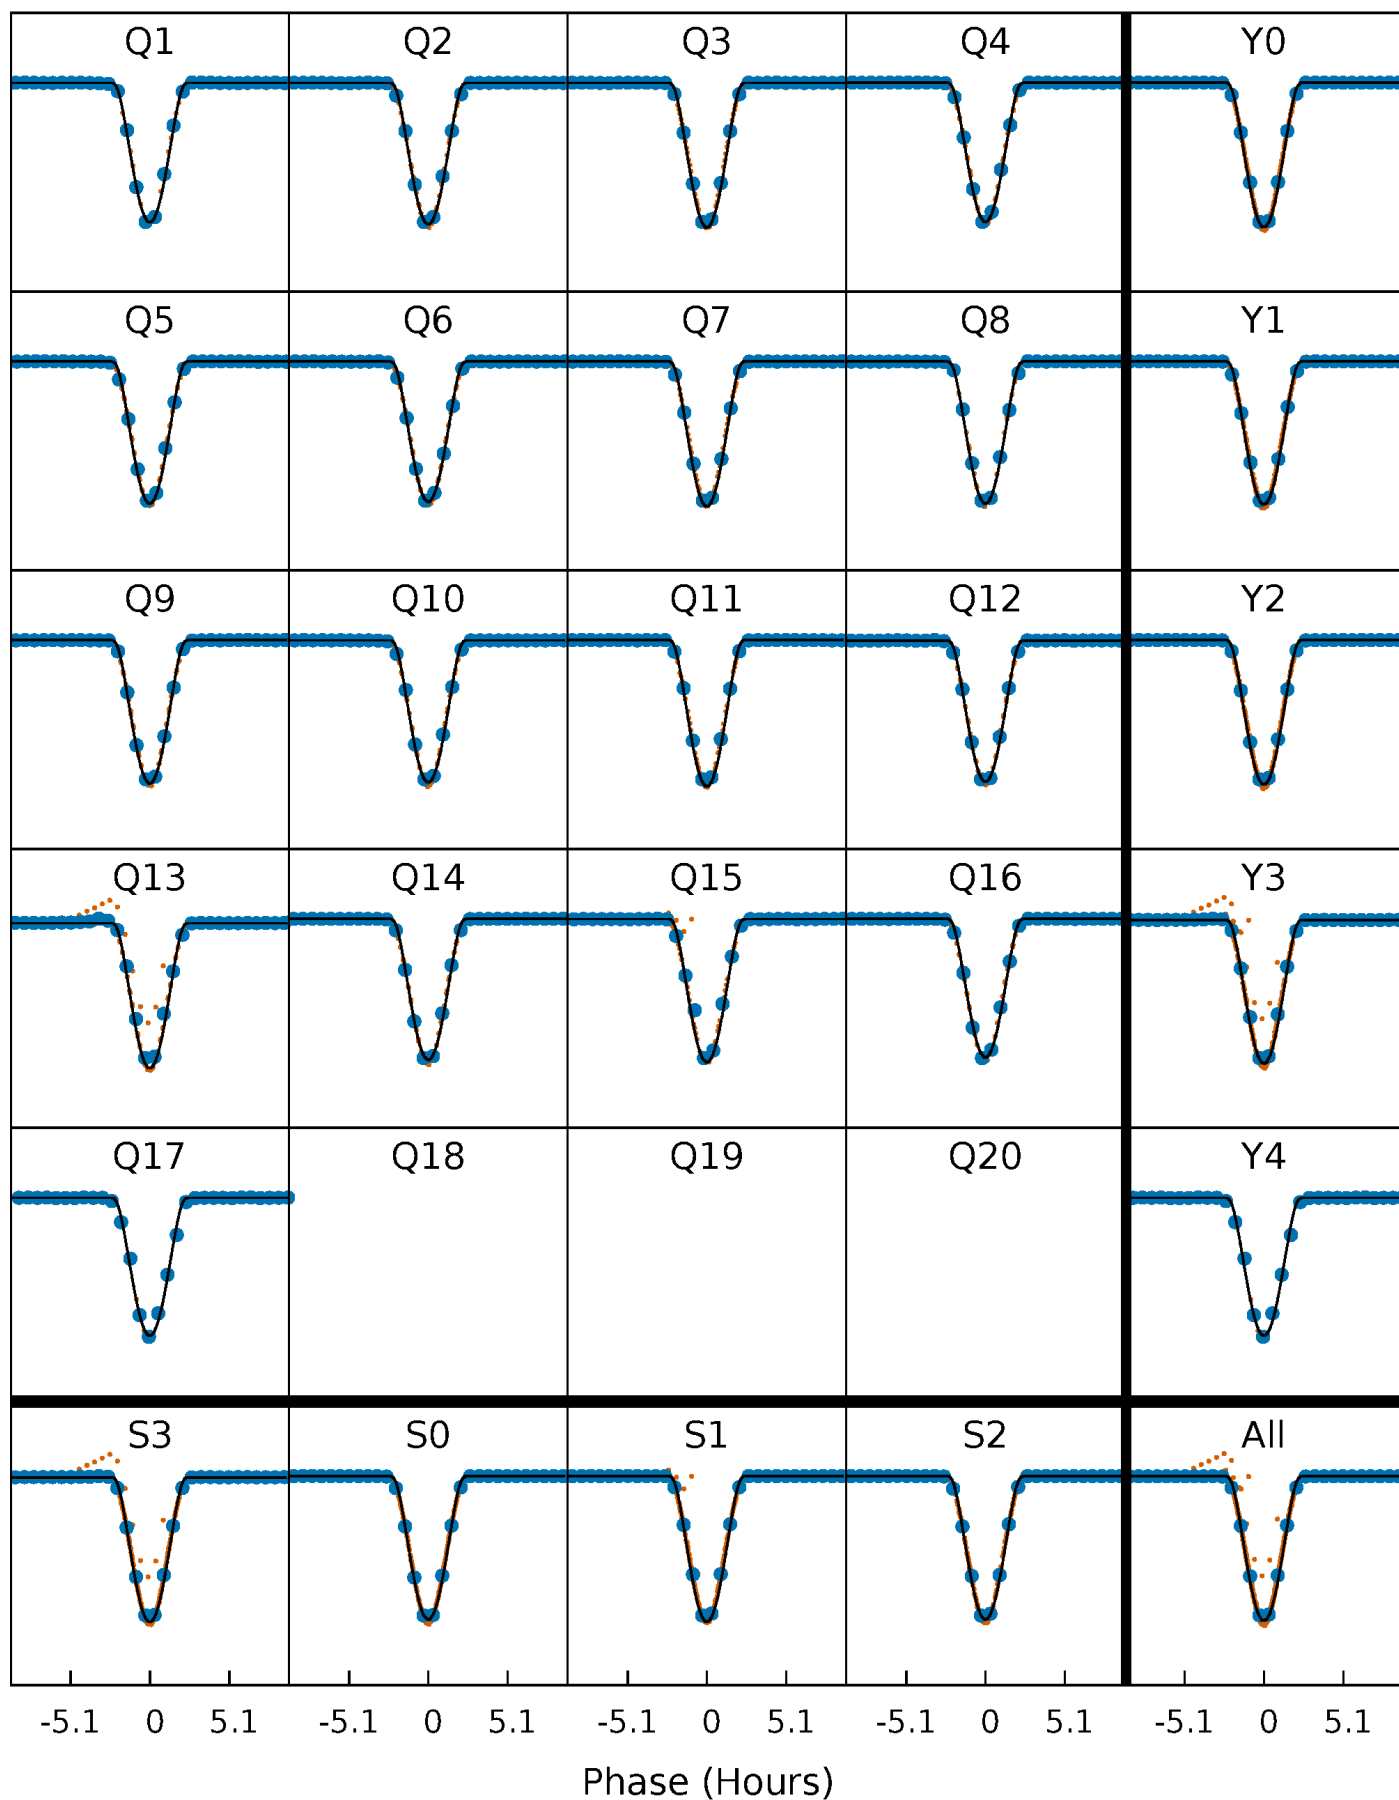 Q1 Q2 Q3 Q4 Y0
Q5 Q6 Q7 Q8 Y1
Q9 Q10 Q11 Q12 Y2
Q13 Q14 Q15 Q16 Y3
Q17 Q18 Q19 Q20 Y4
S3 S0 S1 S2 All
-5.1 0 5.1 -5.1 0 5.1 -5.1 0 5.1 -5.1 0 5.1 -5.1 0 5.1
Phase (Hours)